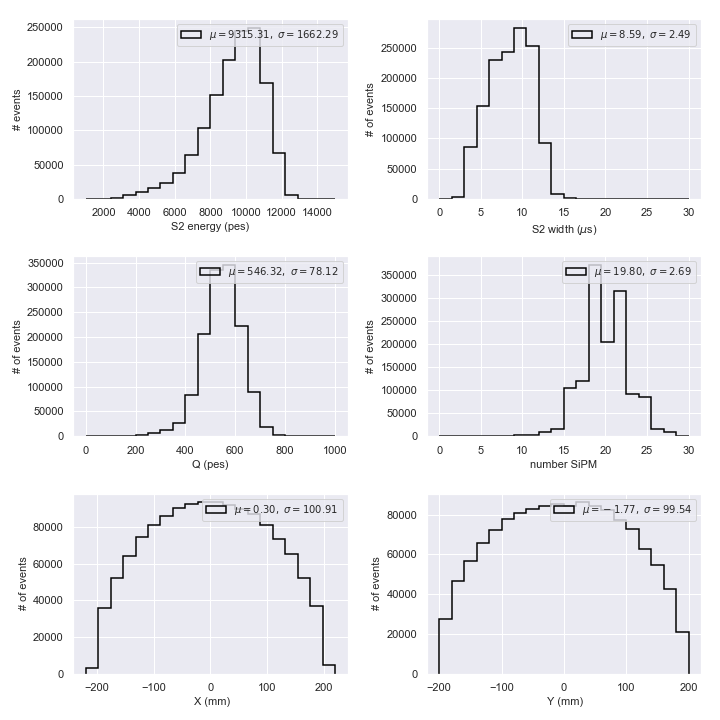 μ = 9315.31, σ = 1662.29
# events
250000
200000
150000
100000
50000
0
2000 4000 6000 8000 10000 12000 14000
S2 energy (pes)
μ = 8.59, σ = 2.49
# of events
250000
200000
150000
100000
50000
0
0 5 10 15 20 25 30
S2 width (μs)
μ = 546.32, σ = 78.12
# of events
350000
300000
250000
200000
150000
100000
50000
0
0 200 400 600 800 1000
Q (pes)
μ = 19.80, σ = 2.69
# of events
350000
300000
250000
200000
150000
100000
50000
0
0 5 10 15 20 25 30
number SiPM
μ = 0.30, σ = 100.91
# of events
80000
60000
40000
20000
0
−200 −100 0 100 200
X (mm)
μ = −1.77, σ = 99.54
# of events
80000
60000
40000
20000
0
−200 −100 0 100 200
Y (mm)